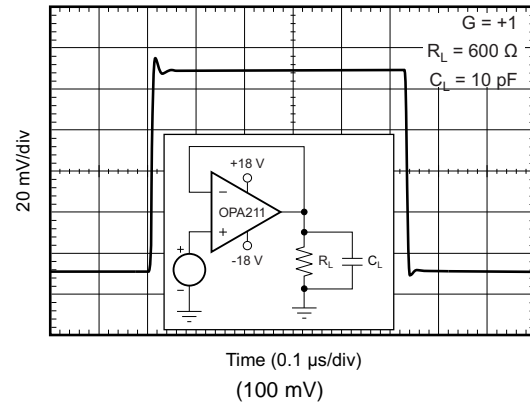 G = +1
R_L = 600 Ω
C_L = 10 pF
20 mV/div
+18 V
−
OPA211
+
+
-18 V
R_L
C_L
−
Time (0.1 µs/div)
(100 mV)